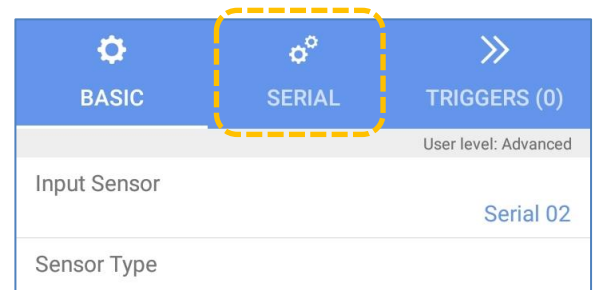 BASIC SERIAL TRIGGERS (0)
User level: Advanced
Input Sensor
Serial 02
Sensor Type